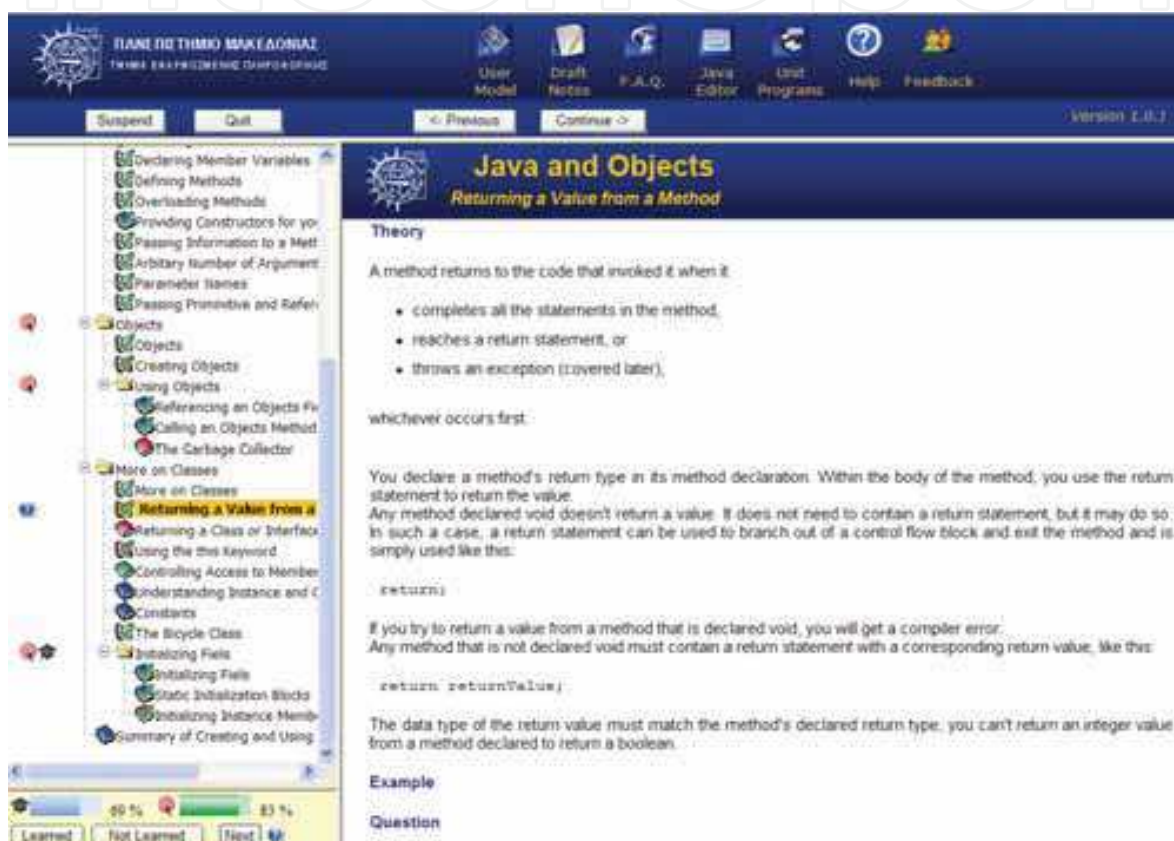 ΠΑΝΕΠΙΣΤΗΜΙΟ ΜΑΚΕΔΟΝΙΑΣ
ΤΜΗΜΑ ΕΦΑΡΜΟΣΜΕΝΗΣ ΠΛΗΡΟΦΟΡΙΚΗΣ
User Model
Draft Notes
F.A.Q.
Java Editor
Unit Programs
Help
Feedback
Suspend
Quit
<- Previous
Continue ->
Version 1.0.1
Declaring Member Variables
Defining Methods
Overloading Methods
Providing Constructors for you
Passing Information to a Meth
Arbitary Number of Argument
Parameter Names
Passing Primitive and Refer
Objects
Objects
Creating Objects
Using Objects
Referencing an Objects Fie
Calling an Objects Method
The Garbage Collector
More on Classes
More on Classes
Returning a Value from a
Returning a Class or Interface
Using the this Keyword
Controlling Access to Member
Understanding Instance and C
Constants
The Bicycle Class
Initializing Fiels
Initializing Fiels
Static Initialization Blocks
Initializing Instance Memb
Summary of Creating and Using
83 %
Learned
Not Learned
Next
Java and Objects
Returning a Value from a Method
Theory
A method returns to the code that invoked it when it
• completes all the statements in the method,
• reaches a return statement, or
• throws an exception (covered later),
whichever occurs first.
You declare a method's return type in its method declaration. Within the body of the method, you use the return
statement to return the value.
Any method declared void doesn't return a value. It does not need to contain a return statement, but it may do so.
In such a case, a return statement can be used to branch out of a control flow block and exit the method and is
simply used like this:
return;
If you try to return a value from a method that is declared void, you will get a compiler error.
Any method that is not declared void must contain a return statement with a corresponding return value, like this:
return returnValue;
The data type of the return value must match the method's declared return type, you can't return an integer value
from a method declared to return a boolean.
Example
Question